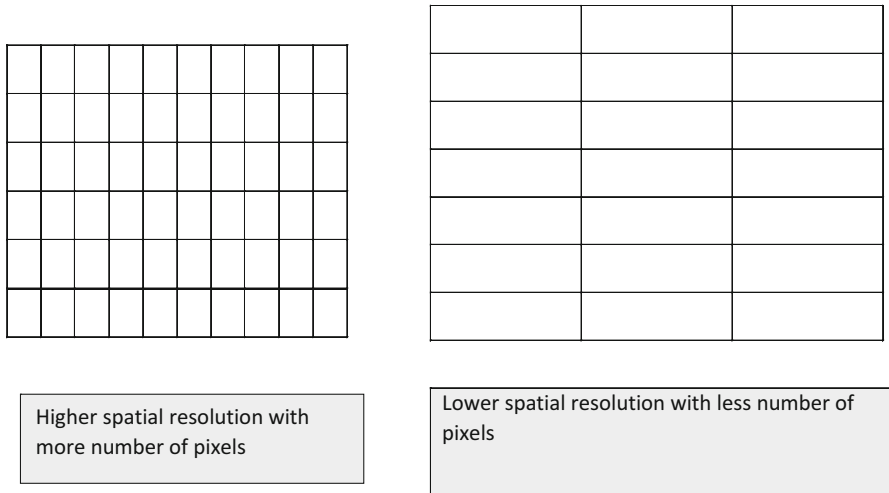 Higher spatial resolution with
more number of pixels
Lower spatial resolution with less number of
pixels